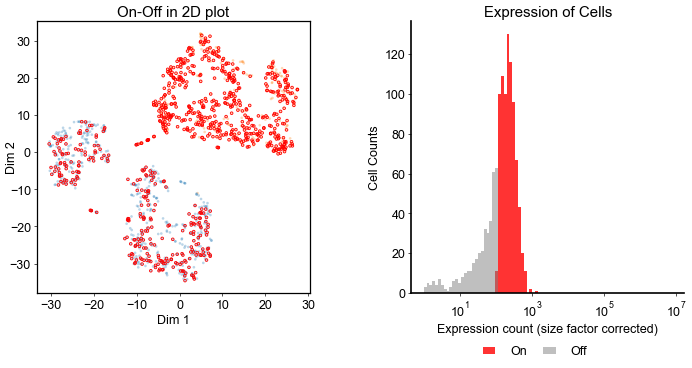 On-Off in 2D plot
30
20
10
0
−10
−20
−30
Dim 2
−30 −20 −10 0 10 20 30
Dim 1
Expression of Cells
120
100
80
60
40
20
0
Cell Counts
10^1 10^3 10^5 10^7
Expression count (size factor corrected)
On Off